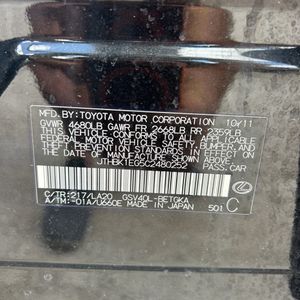 MFD. BY: TOYOTA MOTOR CORPORATION 10/11
GVWR 4680LB GAWR FR 2668LB RR 2359LB
THIS VEHICLE CONFORMS TO ALL APPLICABLE
FEDERAL MOTOR VEHICLE SAFETY, BUMPER, AND
THEFT PREVENTION STANDARDS IN EFFECT ON
THE DATE OF MANUFACTURE SHOWN ABOVE.
JTHBK1EG2C2480252 PASS. CAR
C/TR:217/LA20 GSV40L-BETGKA
A/TM:-01A/U660E MADE IN JAPAN 501 C